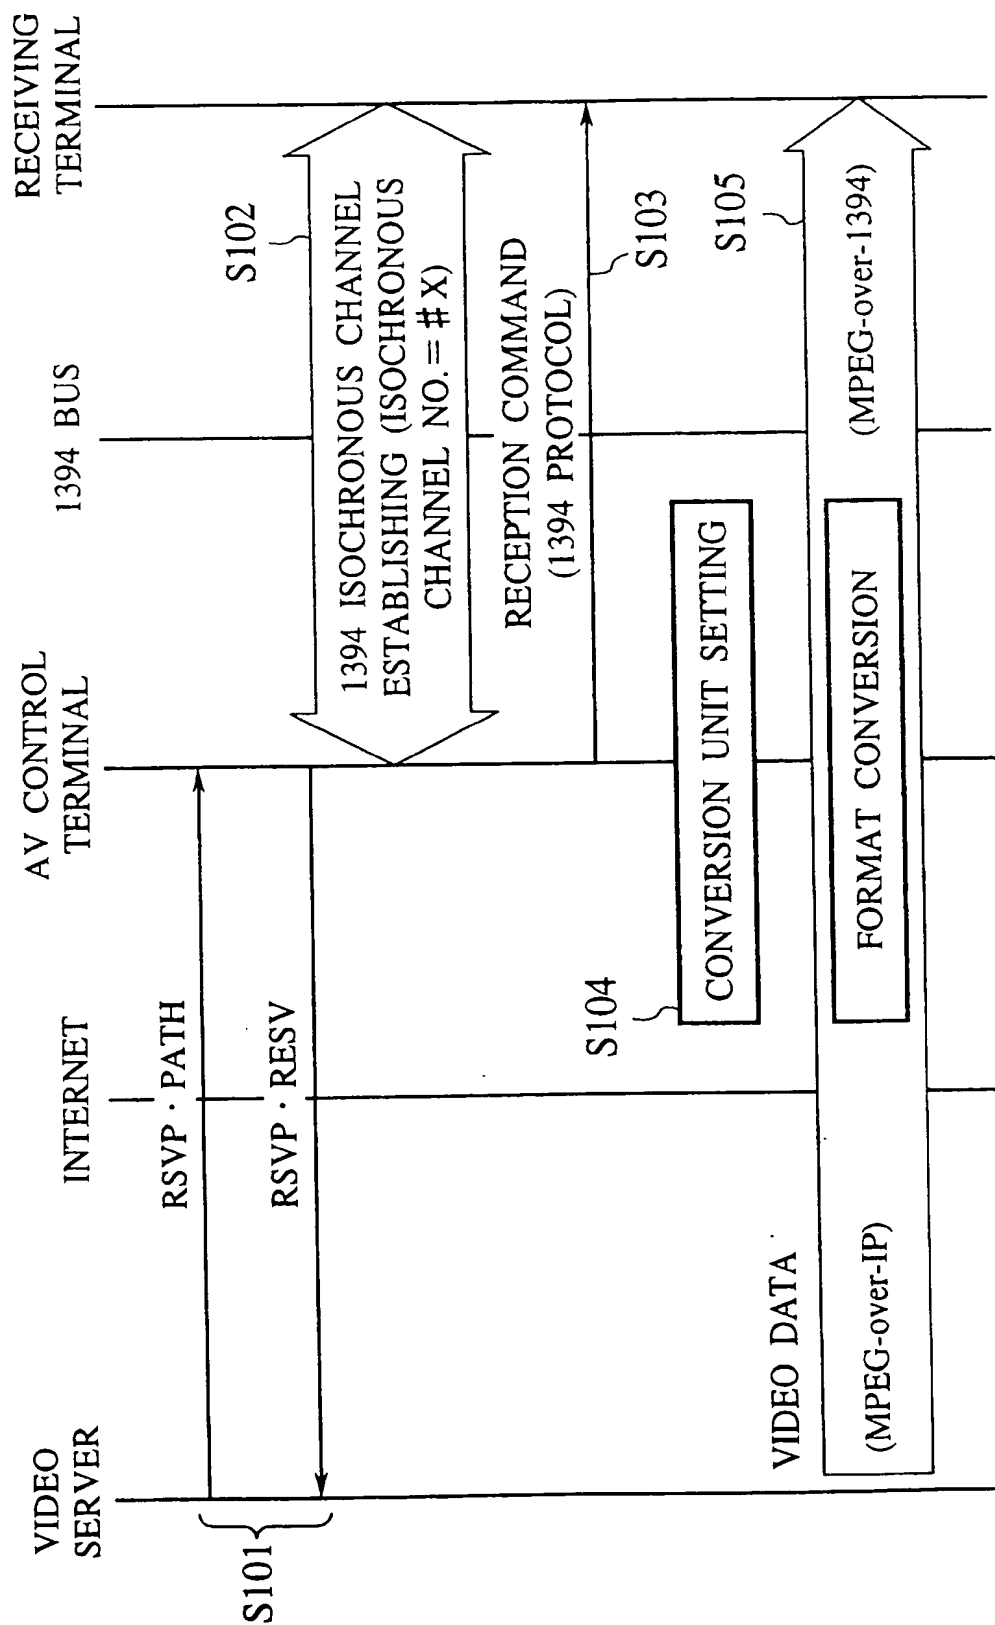 VIDEO
SERVER
INTERNET
AV CONTROL
TERMINAL
1394 BUS
RECEIVING
TERMINAL
S101
RSVP · PATH
RSVP · RESV
S102
1394 ISOCHRONOUS CHANNEL
ESTABLISHING (ISOCHRONOUS
CHANNEL NO. = # X)
RECEPTION COMMAND
(1394 PROTOCOL)
S103
S104
CONVERSION UNIT SETTING
S105
VIDEO DATA
(MPEG-over-IP)
FORMAT CONVERSION
(MPEG-over-1394)